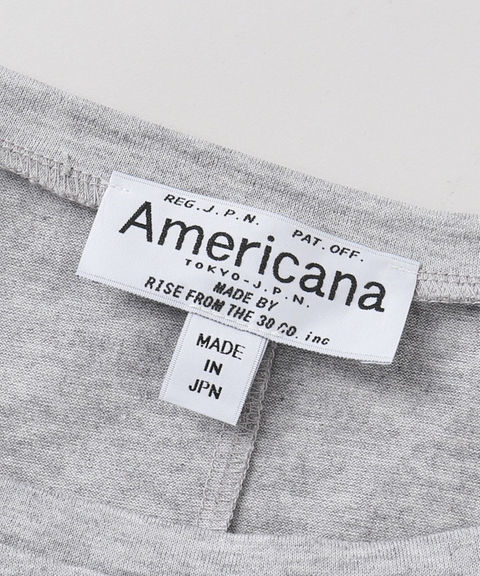 REG.J.P.N. PAT.OFF.
Americana
TOKYO-J.P.N.
MADE BY
RISE FROM THE 30 CO. inc
MADE
IN
JPN